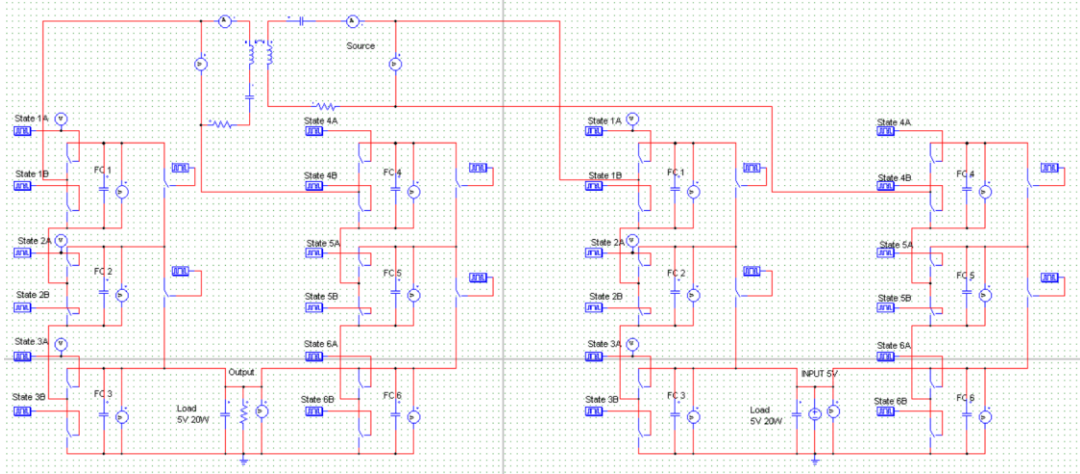 Source
State 1A
State 4A
State 1A
State 4A
State 1B
FC 1
State 4B
FC 4
State 1B
FC 1
State 4B
FC 4
State 2A
State 5A
State 2A
State 5A
FC 2
FC 5
FC 2
FC 5
State 2B
State 5B
State 2B
State 5B
State 3A
State 6A
State 3A
State 6A
Output
INPUT 5V
State 3B
FC 3
Load
5V 20W
State 6B
FC 6
State 3B
FC 3
Load
5V 20W
State 6B
FC 6